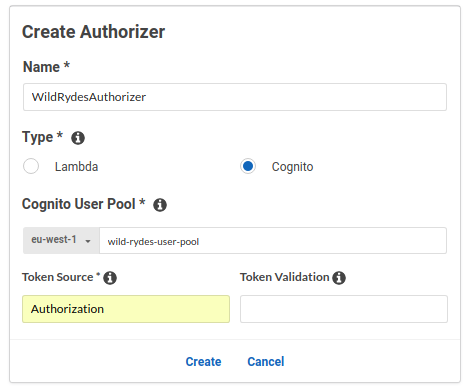 Create Authorizer
Name *
WildRydesAuthorizer
Type *
Lambda Cognito
Cognito User Pool *
eu-west-1 wild-rydes-user-pool
Token Source * Token Validation
Authorization
Create Cancel